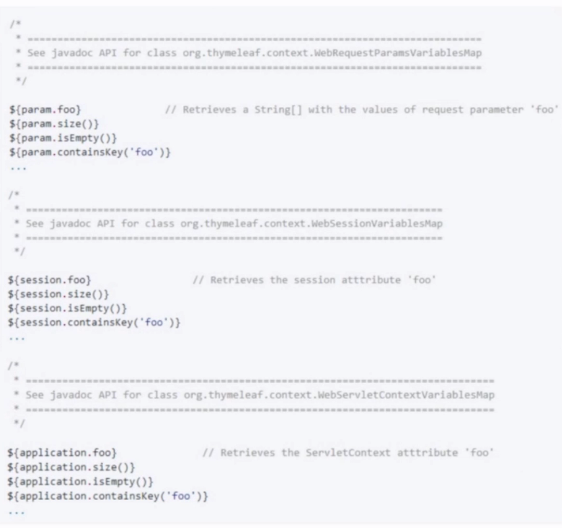 /*
 * ======================================================================
 * See javadoc API for class org.thymeleaf.context.WebRequestParamsVariablesMap
 * ======================================================================
 */
${param.foo}              // Retrieves a String[] with the values of request parameter 'foo'
${param.size()}
${param.isEmpty()}
${param.containsKey('foo')}
...
/*
 * ======================================================================
 * See javadoc API for class org.thymeleaf.context.WebSessionVariablesMap
 * ======================================================================
 */
${session.foo}                 // Retrieves the session atttribute 'foo'
${session.size()}
${session.isEmpty()}
${session.containsKey('foo')}
...
/*
 * ======================================================================
 * See javadoc API for class org.thymeleaf.context.WebServletContextVariablesMap
 * ======================================================================
 */
${application.foo}              // Retrieves the ServletContext atttribute 'foo'
${application.size()}
${application.isEmpty()}
${application.containsKey('foo')}
...